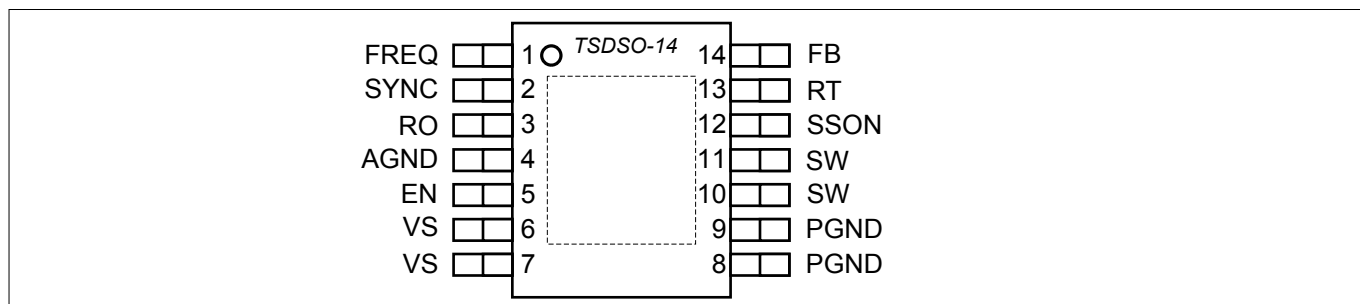 FREQ 1 TSDSO-14 14 FB
SYNC 2 13 RT
RO 3 12 SSON
AGND 4 11 SW
EN 5 10 SW
VS 6 9 PGND
VS 7 8 PGND